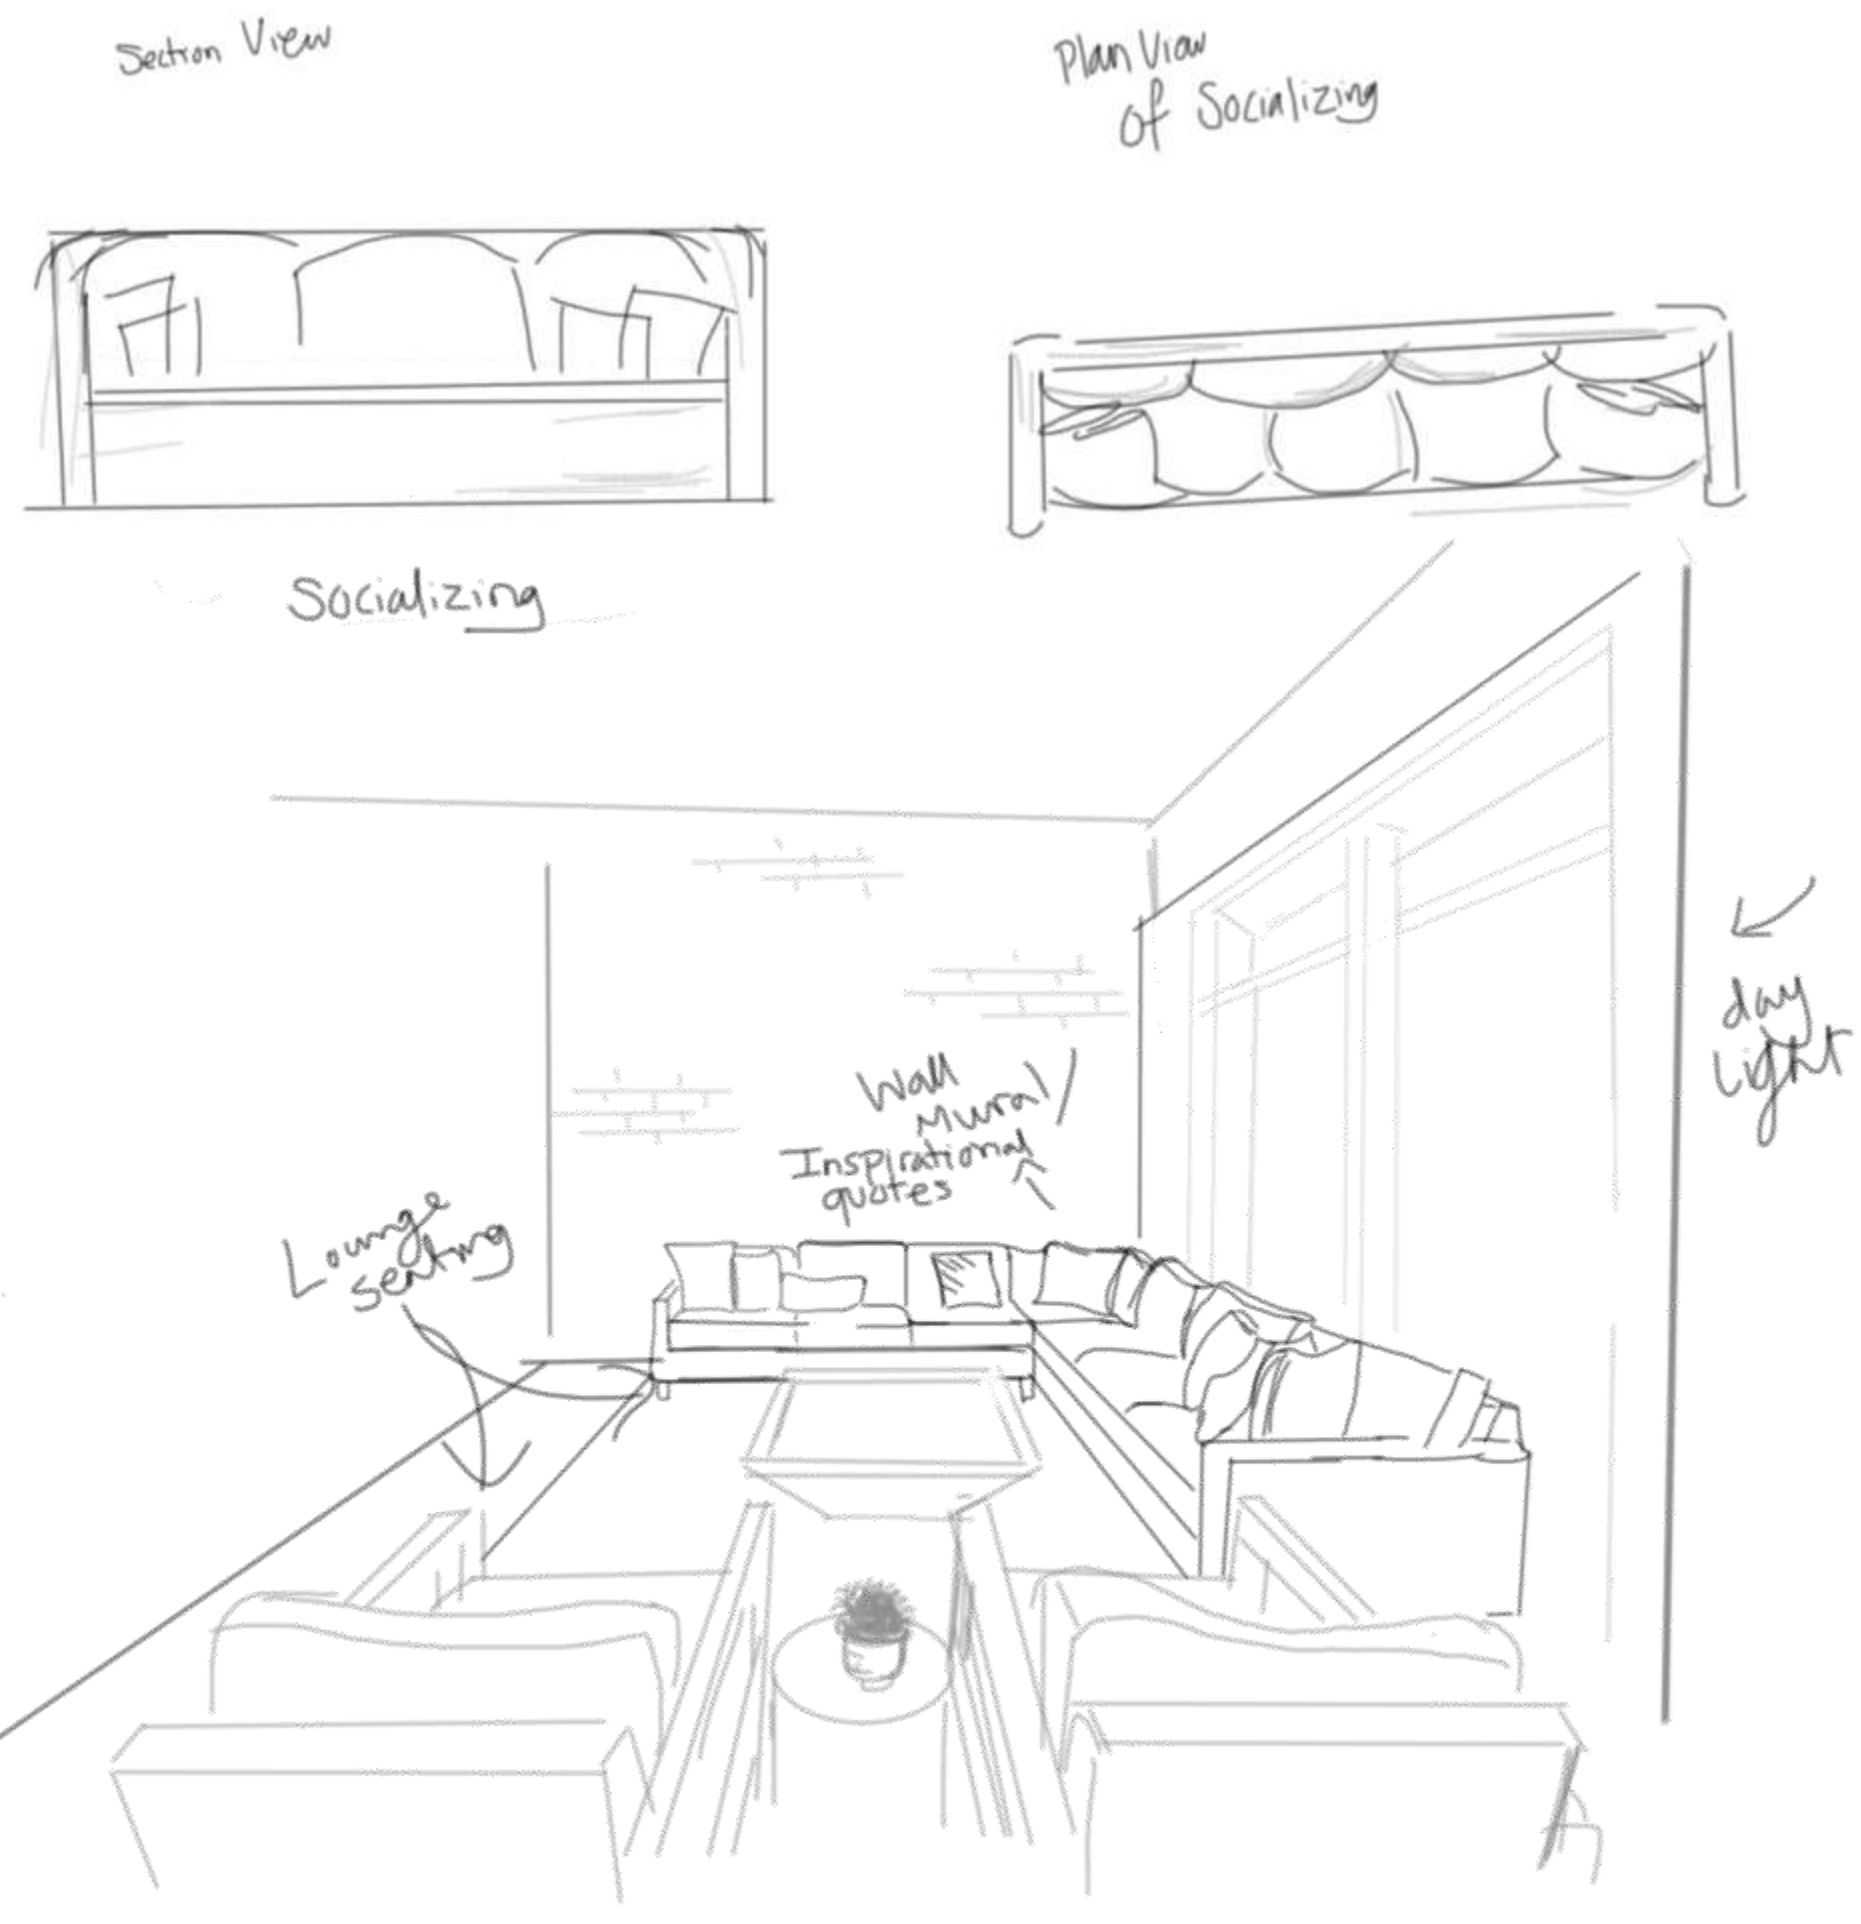 Section View
Plan View
of Socializing
Socializing
day
Light
Wall
Mural
Inspirational
quotes
Lounge
seating